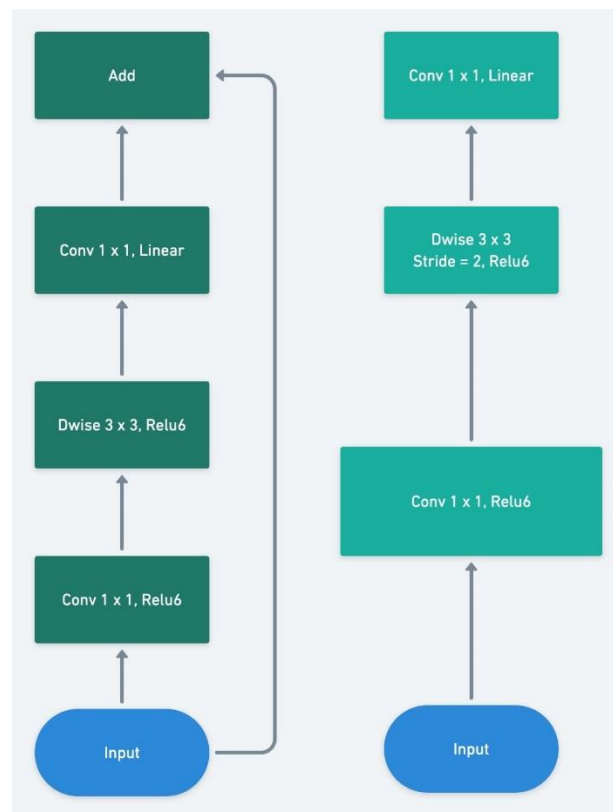 Add
Conv 1 x 1, Linear
Dwise 3 x 3, Relu6
Conv 1 x 1, Relu6
Input
Conv 1 x 1, Linear
Dwise 3 x 3
Stride = 2, Relu6
Conv 1 x 1, Relu6
Input